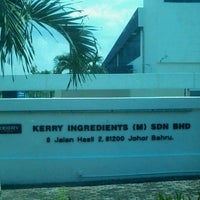 KERRY INGREDIENTS (M) SDN BHD
8 Jalan Hasil 2, 81200 Johor Bahru.